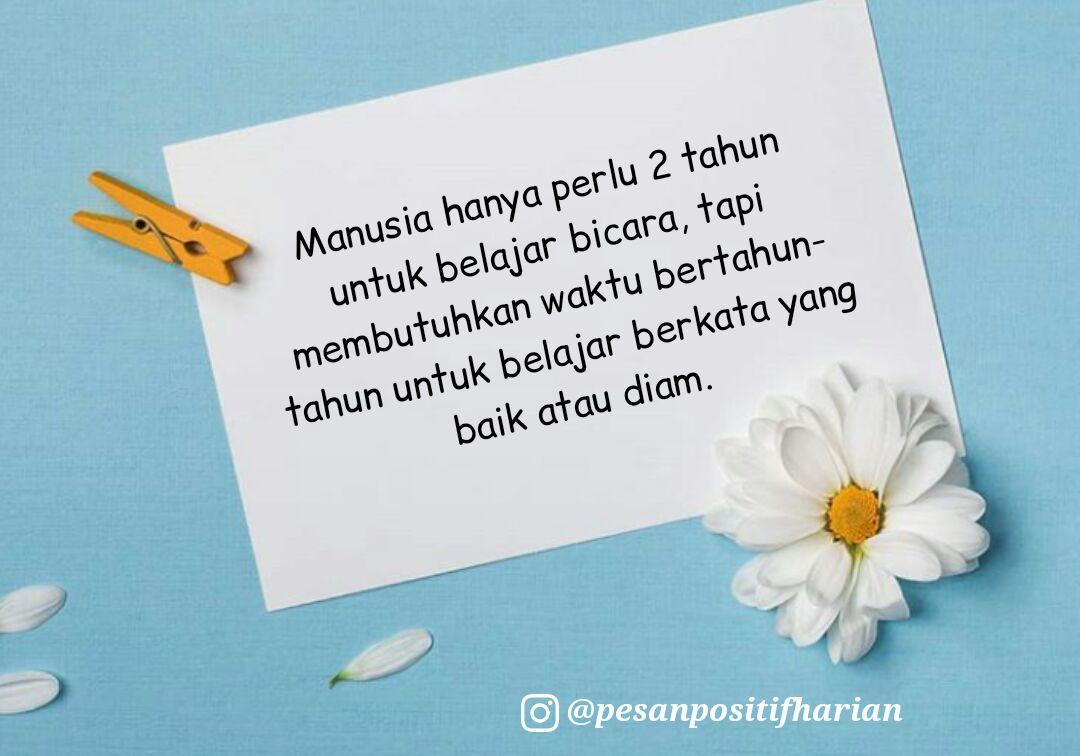 Manusia hanya perlu 2 tahun
untuk belajar bicara, tapi
membutuhkan waktu bertahun-
tahun untuk belajar berkata yang
baik atau diam.
@pesanpositifharian